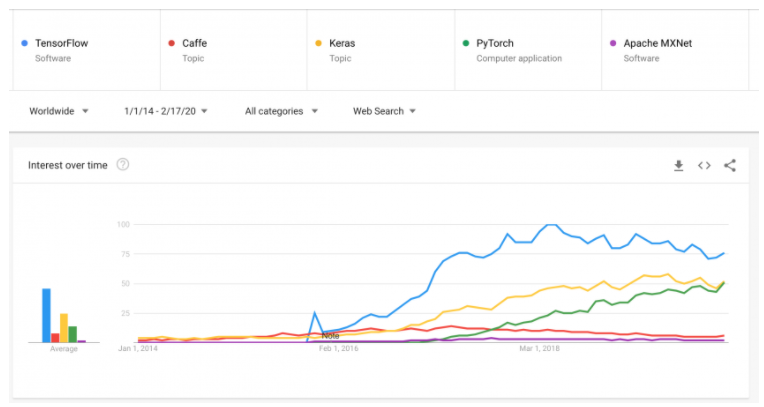 TensorFlow
Software
Caffe
Topic
Keras
Topic
PyTorch
Computer application
Apache MXNet
Software
Worldwide
1/1/14 - 2/17/20
All categories
Web Search
Interest over time
100
75
50
25
Note
Average
Jan 1, 2014
Feb 1, 2016
Mar 1, 2018